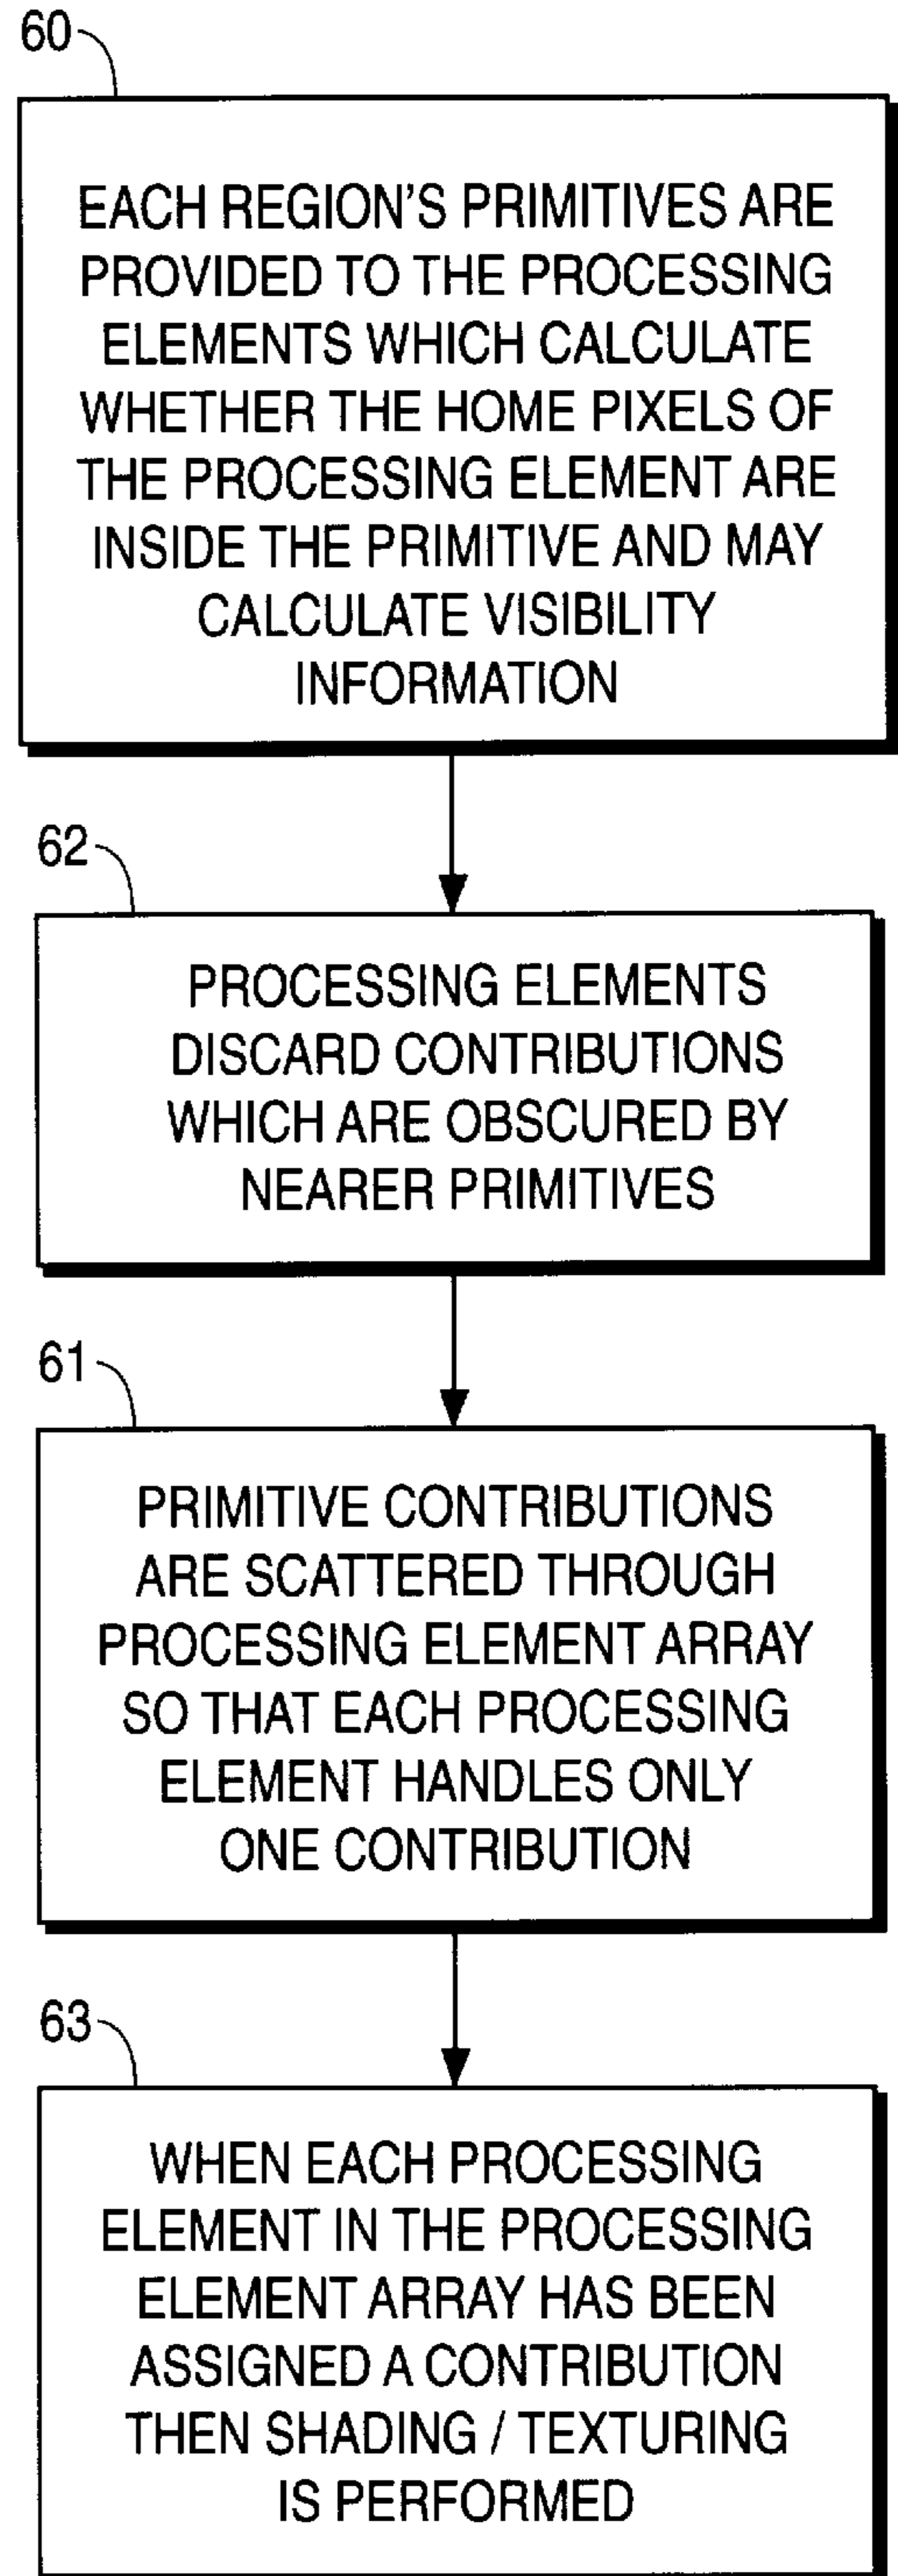 60
EACH REGION'S PRIMITIVES ARE
PROVIDED TO THE PROCESSING
ELEMENTS WHICH CALCULATE
WHETHER THE HOME PIXELS OF
THE PROCESSING ELEMENT ARE
INSIDE THE PRIMITIVE AND MAY
CALCULATE VISIBILITY
INFORMATION
62
PROCESSING ELEMENTS
DISCARD CONTRIBUTIONS
WHICH ARE OBSCURED BY
NEARER PRIMITIVES
61
PRIMITIVE CONTRIBUTIONS
ARE SCATTERED THROUGH
PROCESSING ELEMENT ARRAY
SO THAT EACH PROCESSING
ELEMENT HANDLES ONLY
ONE CONTRIBUTION
63
WHEN EACH PROCESSING
ELEMENT IN THE PROCESSING
ELEMENT ARRAY HAS BEEN
ASSIGNED A CONTRIBUTION
THEN SHADING / TEXTURING
IS PERFORMED